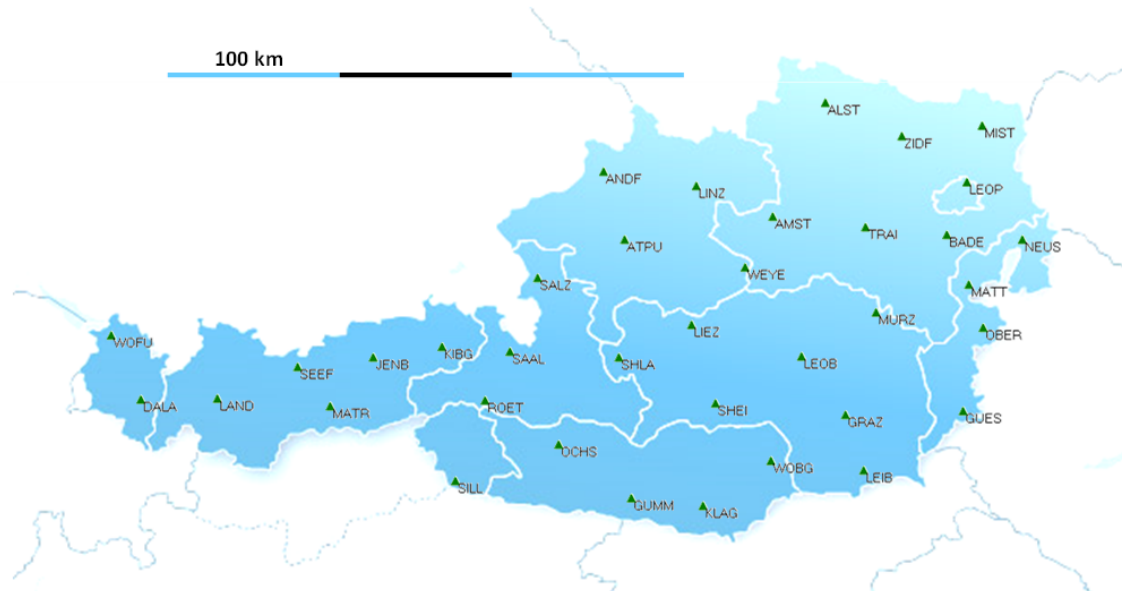 100 km
ALST
MIST
ZIDF
ANDF
LINZ
LEOP
AMST
TRAI
BADE
NEUS
ATPU
WEYE
SALZ
MATT
MURZ
LIEZ
OBER
WOFU
KIBG
SAAL
JENB
SHLA
LEOB
SEEF
DALA
LAND
MATR
ROET
SHEI
GUES
GRAZ
OCHS
WOBG
LEIB
SILL
GUMM
KLAG